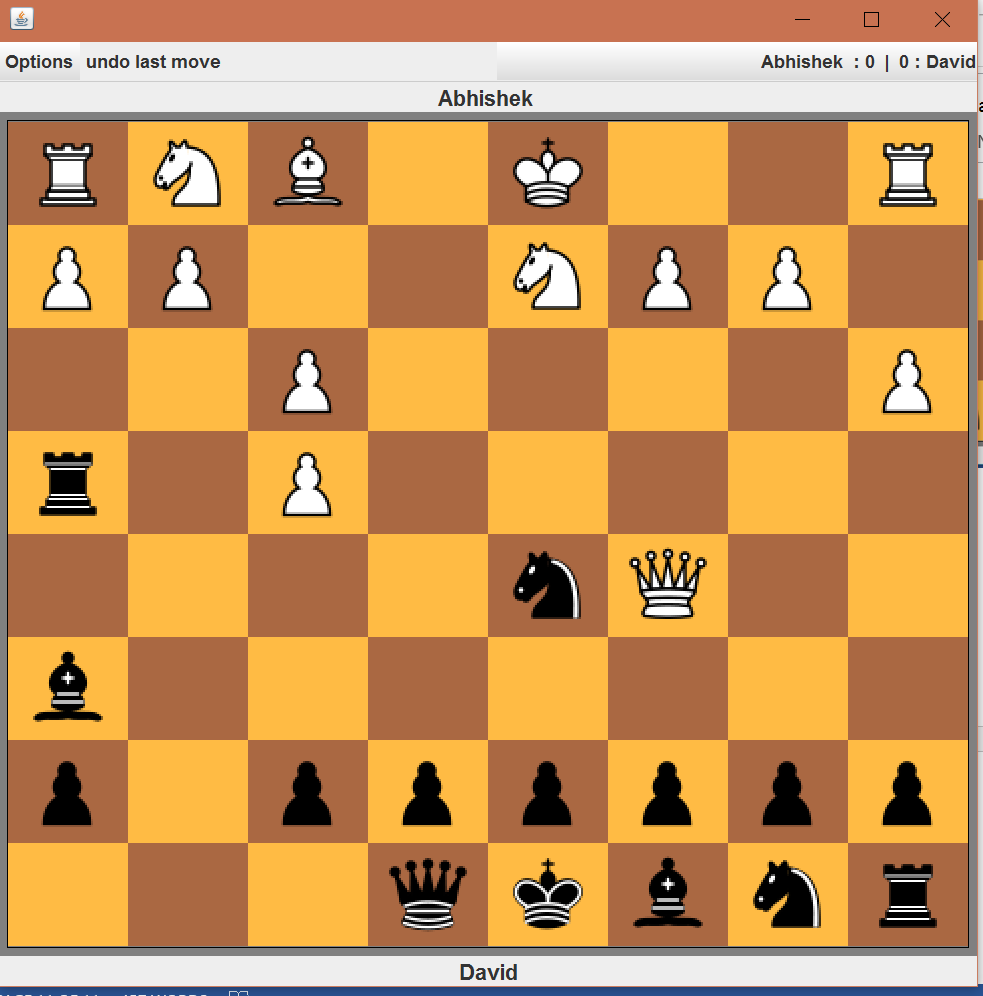 Options undo last move Abhishek : 0 | 0 : David
Abhishek
David